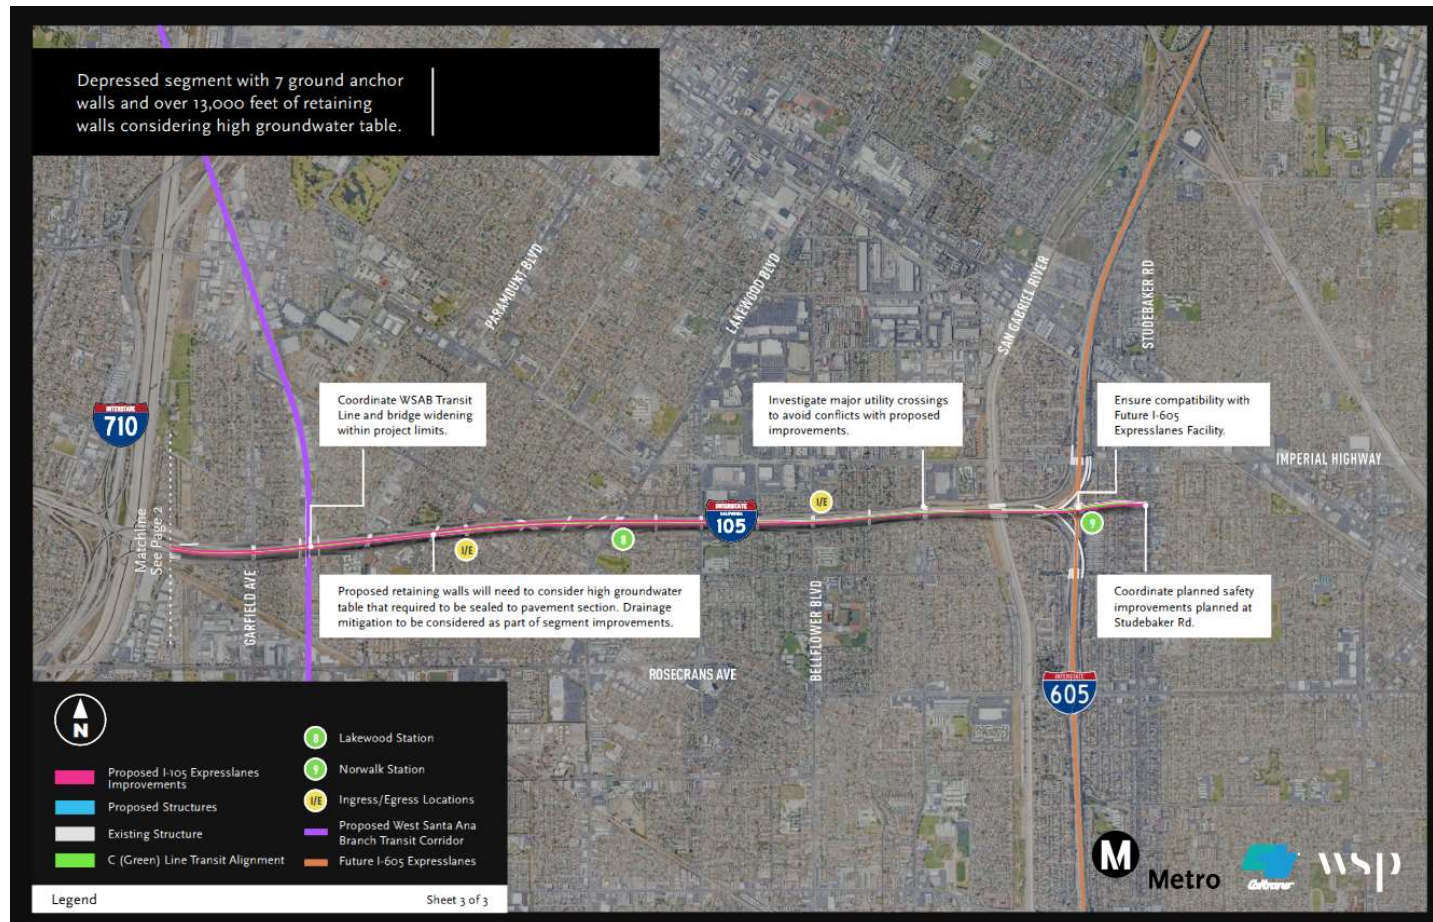 Depressed segment with 7 ground anchor
walls and over 13,000 feet of retaining
walls considering high groundwater table.
PARAMOUNT BLVD
LAKEWOOD BLVD
SAN GABRIEL RIVER
STUDEBAKER RD
INTERSTATE
710
Coordinate WSAB Transit
Line and bridge widening
within project limits.
Investigate major utility crossings
to avoid conflicts with proposed
improvements.
Ensure compatibility with
Future I-605
Expresslanes Facility.
IMPERIAL HIGHWAY
Matchline
See Page 2
I/E
8
INTERSTATE
CALIFORNIA
105
I/E
9
GARFIELD AVE
Proposed retaining walls will need to consider high groundwater
table that required to be sealed to pavement section. Drainage
mitigation to be considered as part of segment improvements.
BELLFLOWER BLVD
Coordinate planned safety
improvements planned at
Studebaker Rd.
ROSECRANS AVE
INTERSTATE
605
N
Proposed I-105 Expresslanes
Improvements
Proposed Structures
Existing Structure
C (Green) Line Transit Alignment
8 Lakewood Station
9 Norwalk Station
I/E Ingress/Egress Locations
Proposed West Santa Ana
Branch Transit Corridor
Future I-605 Expresslanes
Legend
Sheet 3 of 3
M Metro
Caltrans
wsp